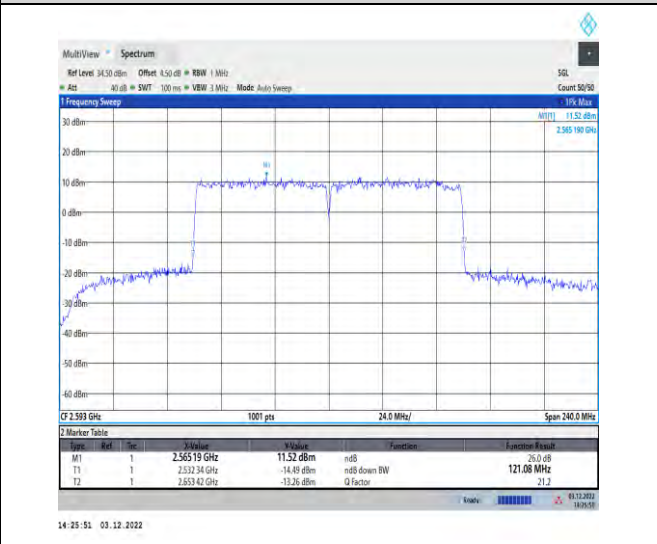 MultiView Spectrum
Ref Level 34.50 dBm Offset 4.50 dB RBW 1 MHz SGL
Att 40 dB SWT 100 ms VBW 3 MHz Mode Auto Sweep Count 50/50
1 Frequency Sweep 1Pk Max
30 dBm M1[1] 11.52 dBm
2.565 190 GHz
20 dBm
M1
10 dBm
0 dBm
-10 dBm
-20 dBm
-30 dBm
-40 dBm
-50 dBm
-60 dBm
CF 2.593 GHz 1001 pts 24.0 MHz/ Span 240.0 MHz
2 Marker Table
Type Ref Trc X-Value Y-Value Function Function Result
M1 1 2.56519 GHz 11.52 dBm ndB 26.0 dB
T1 1 2.53234 GHz -14.49 dBm ndB down BW 121.08 MHz
T2 1 2.65342 GHz -13.26 dBm Q Factor 21.2
Ready 03.12.2022
14:25:50
14:25:51 03.12.2022